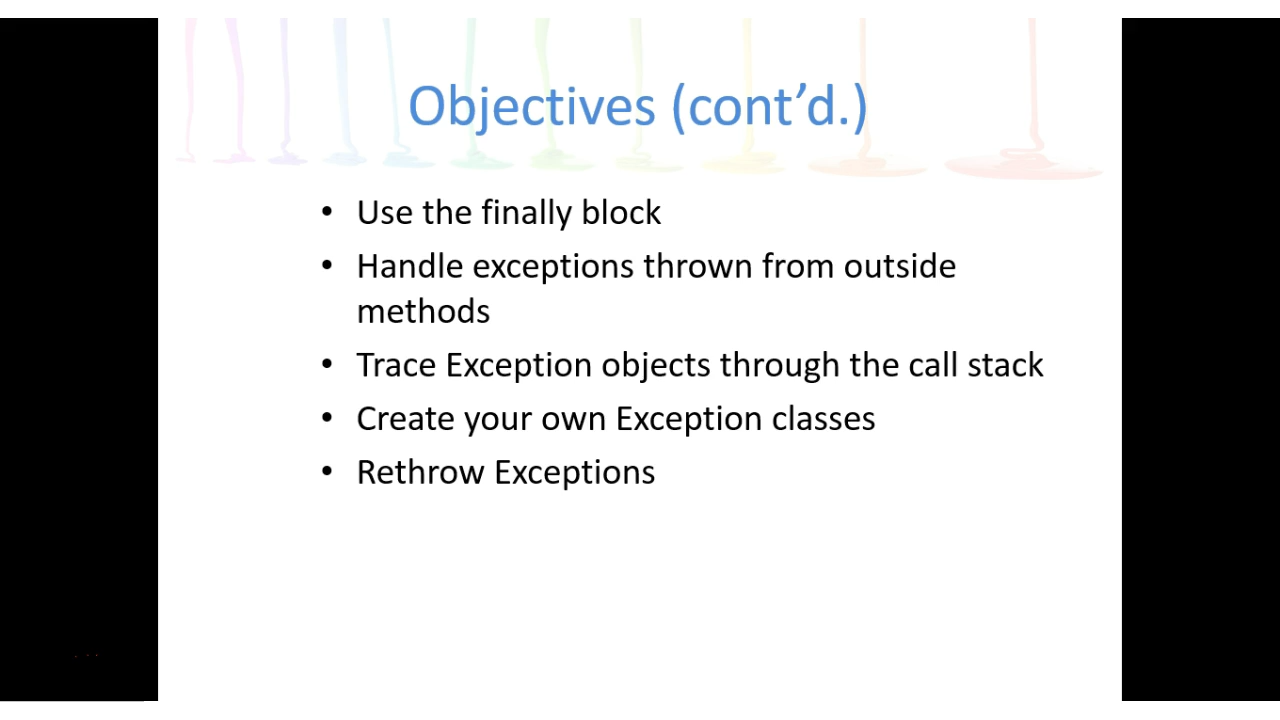 Objectives (cont’d.)
• Use the finally block
• Handle exceptions thrown from outside
methods
• Trace Exception objects through the call stack
• Create your own Exception classes
• Rethrow Exceptions